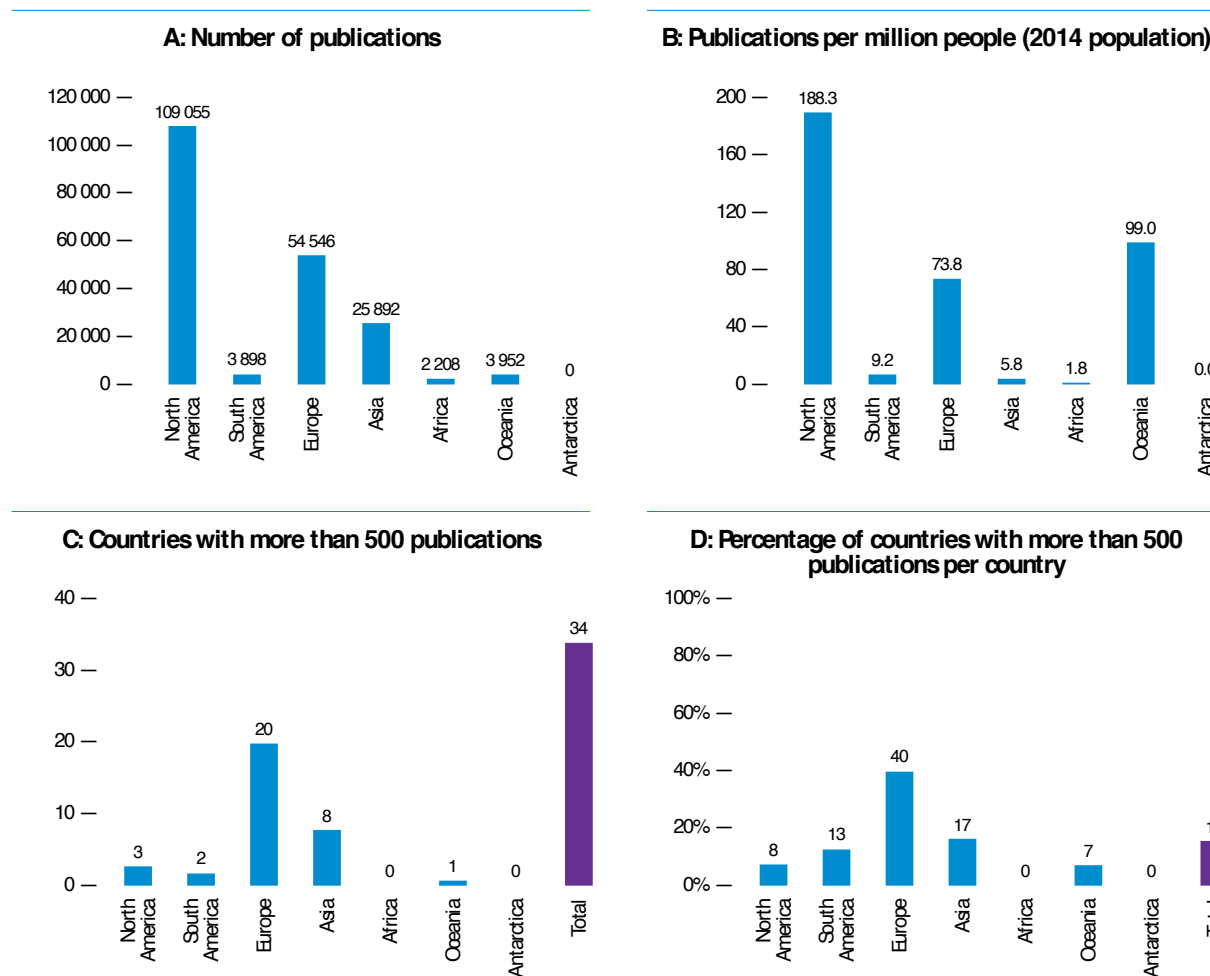 A: Number of publications
120 000
100 000
80 000
60 000
40 000
20 000
0
109 055
3 898
54 546
25 892
2 208
3 952
0
North America
South America
Europe
Asia
Africa
Oceania
Antarctica
B: Publications per million people (2014 population)
200
160
120
80
40
0
188.3
9.2
73.8
5.8
1.8
99.0
0.0
North America
South America
Europe
Asia
Africa
Oceania
Antarctica
C: Countries with more than 500 publications
40
30
20
10
0
3
2
20
8
0
1
0
34
North America
South America
Europe
Asia
Africa
Oceania
Antarctica
Total
D: Percentage of countries with more than 500
publications per country
100%
80%
60%
40%
20%
0%
8
13
40
17
0
7
0
North America
South America
Europe
Asia
Africa
Oceania
Antarctica